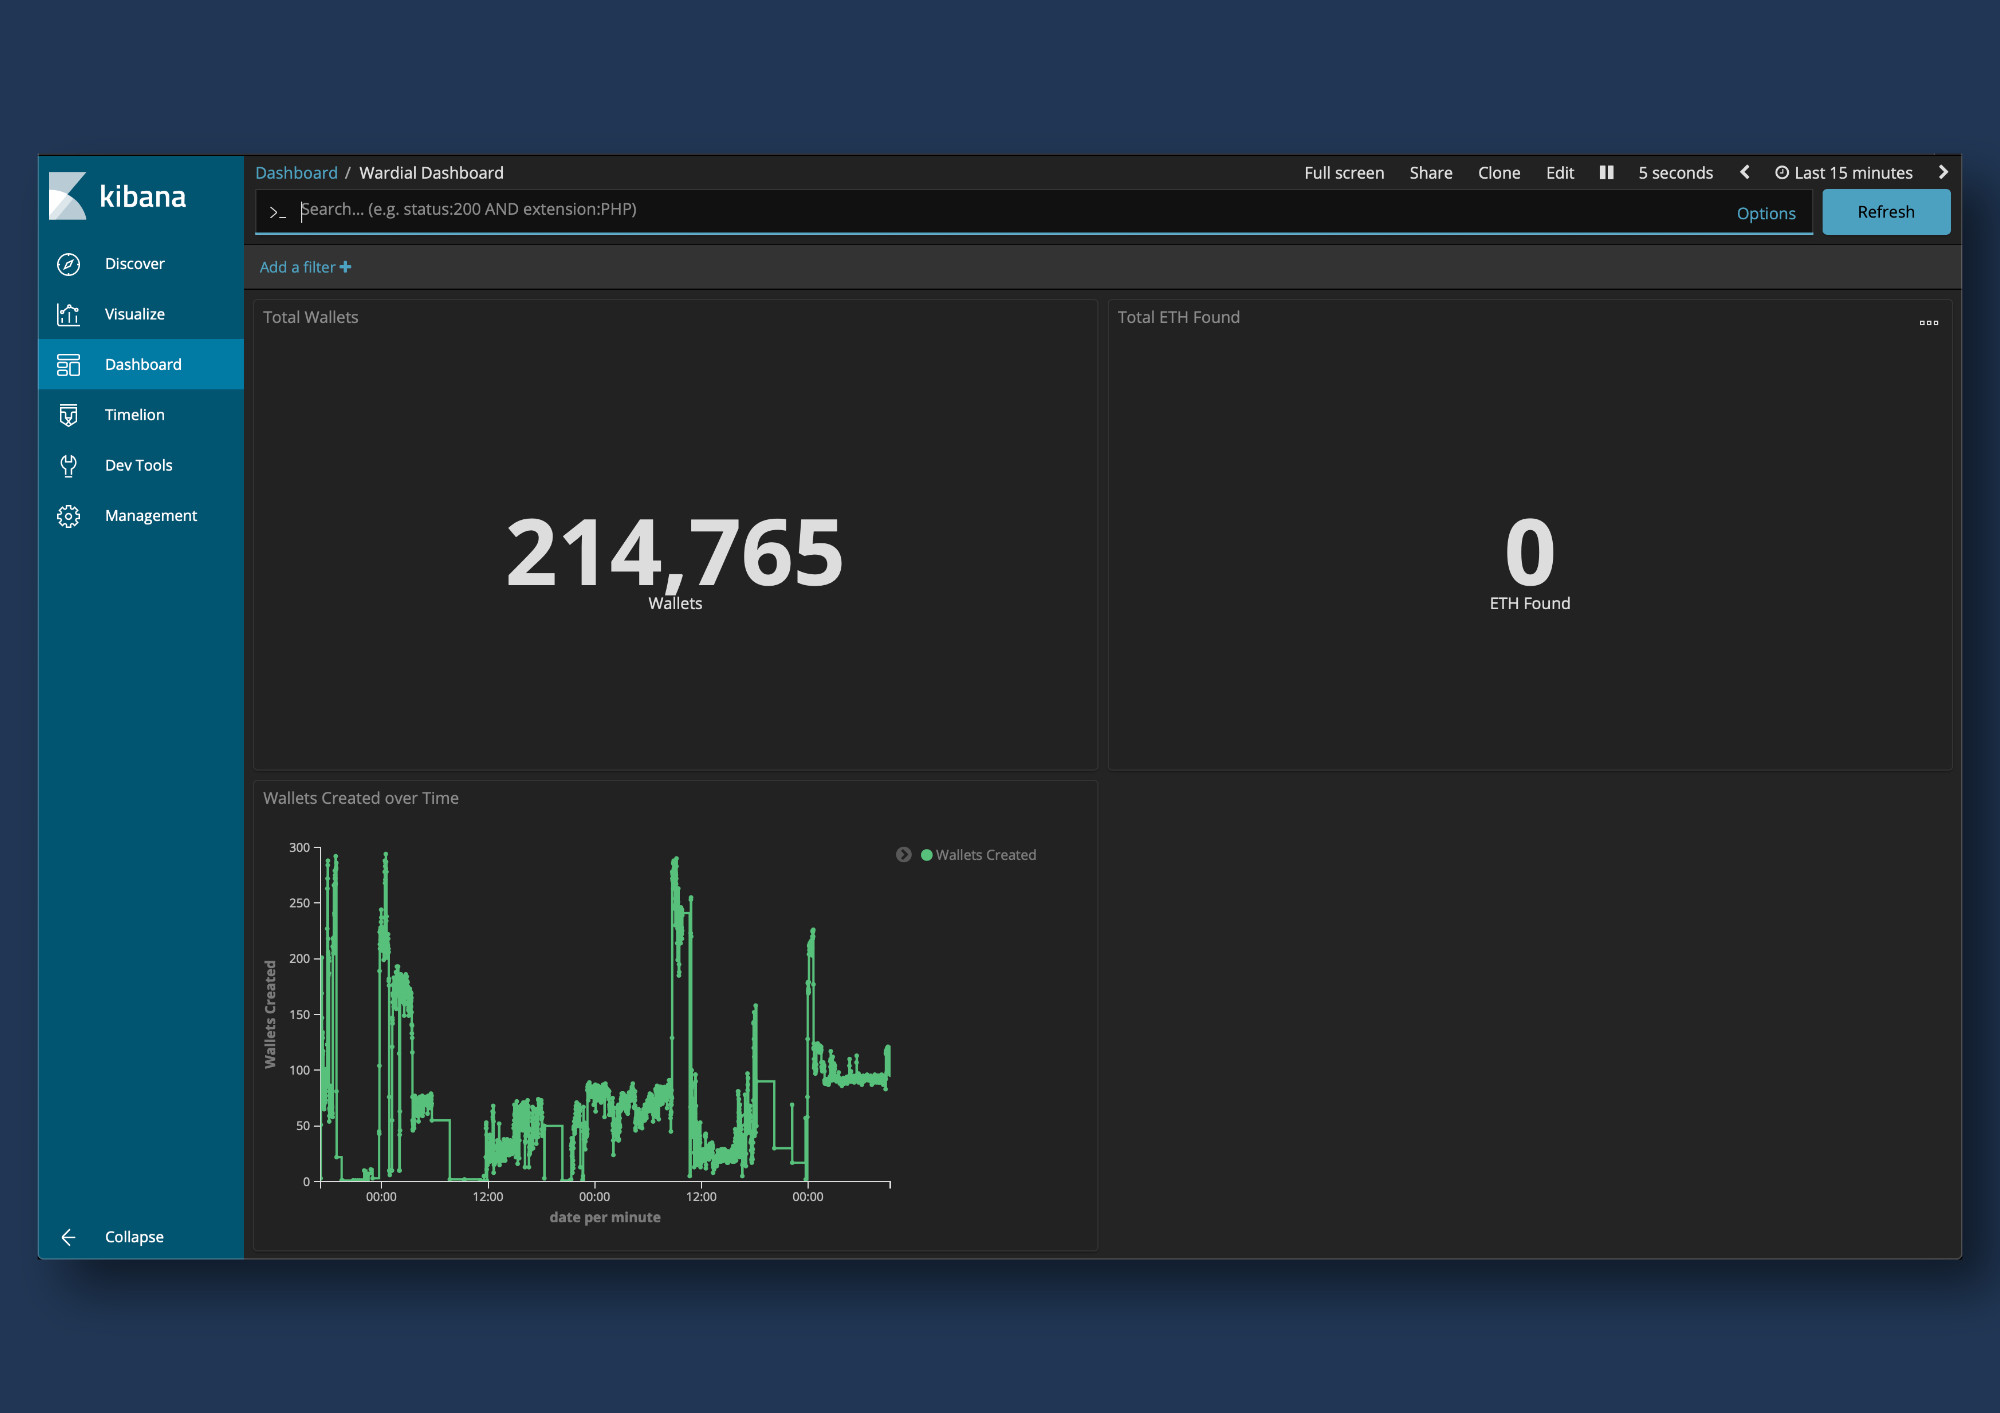 kibana
Discover
Visualize
Dashboard
Timelion
Dev Tools
Management
Collapse
Dashboard / Wardial Dashboard
Full screen Share Clone Edit 5 seconds Last 15 minutes
>_ Search... (e.g. status:200 AND extension:PHP)
Options
Refresh
Add a filter +
Total Wallets
214,765
Wallets
Total ETH Found
0
ETH Found
Wallets Created over Time
Wallets Created
300
250
200
150
100
50
0
Wallets Created
00:00 12:00 00:00 12:00 00:00
date per minute